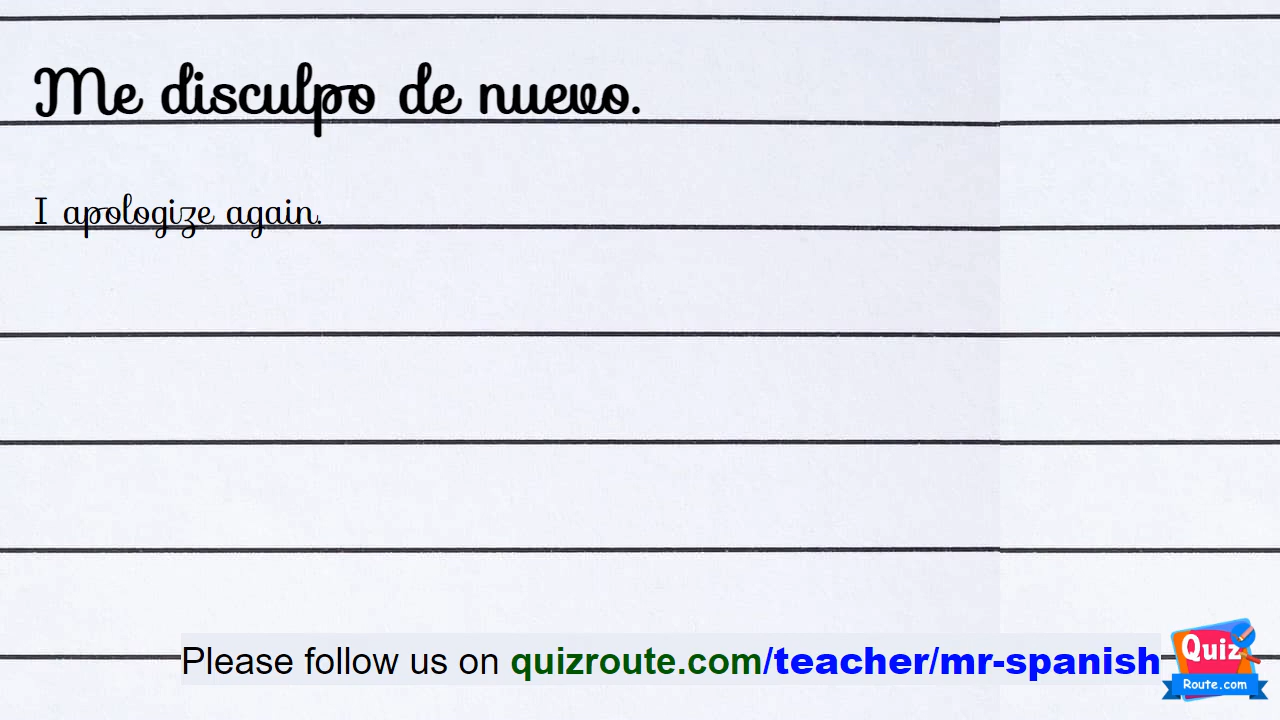 Me disculpo de nuevo.
I apologize again.
Please follow us on quizroute.com/teacher/mr-spanish
Quiz
Route.com